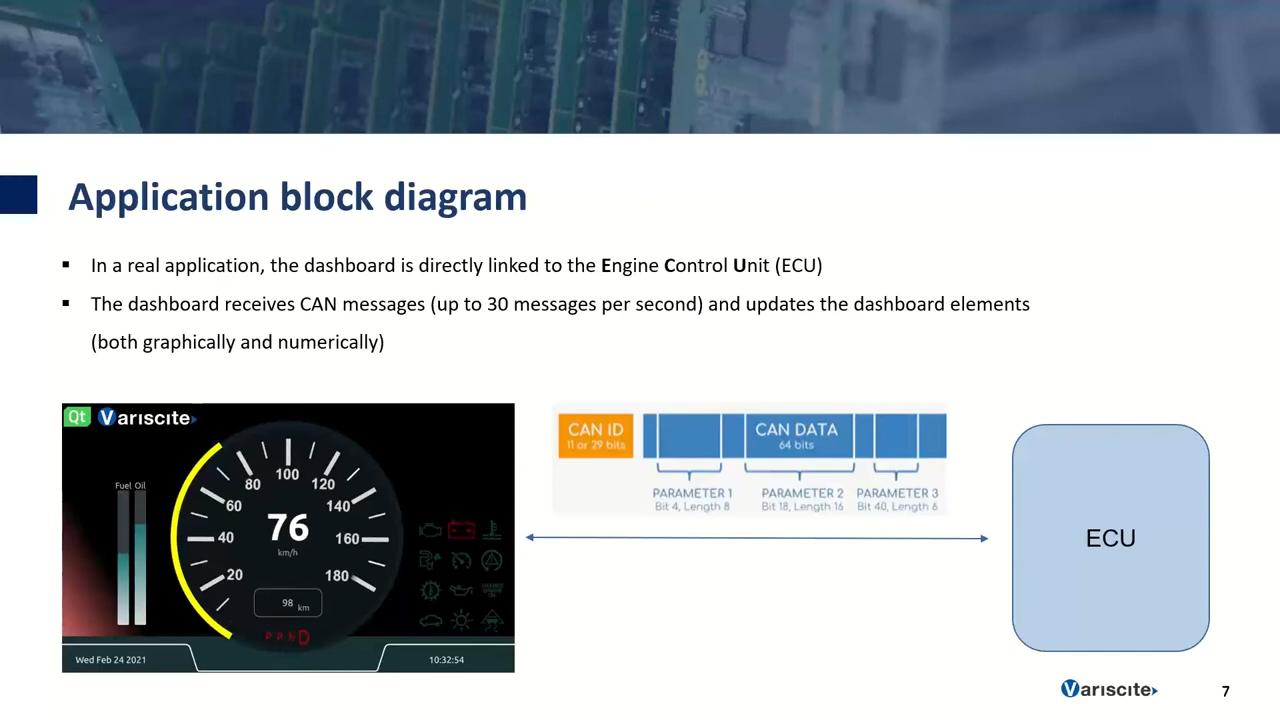 Application block diagram
▪ In a real application, the dashboard is directly linked to the Engine Control Unit (ECU)
▪ The dashboard receives CAN messages (up to 30 messages per second) and updates the dashboard elements
(both graphically and numerically)
Qt Variscite
Fuel Oil
20
40
60
80
100
120
140
160
180
76
km/h
98 km
P R N D
Wed Feb 24 2021
10:32:54
CAN ID
11 or 29 bits
CAN DATA
64 bits
PARAMETER 1
Bit 4, Length 8
PARAMETER 2
Bit 18, Length 16
PARAMETER 3
Bit 40, Length 6
ECU
Variscite
7